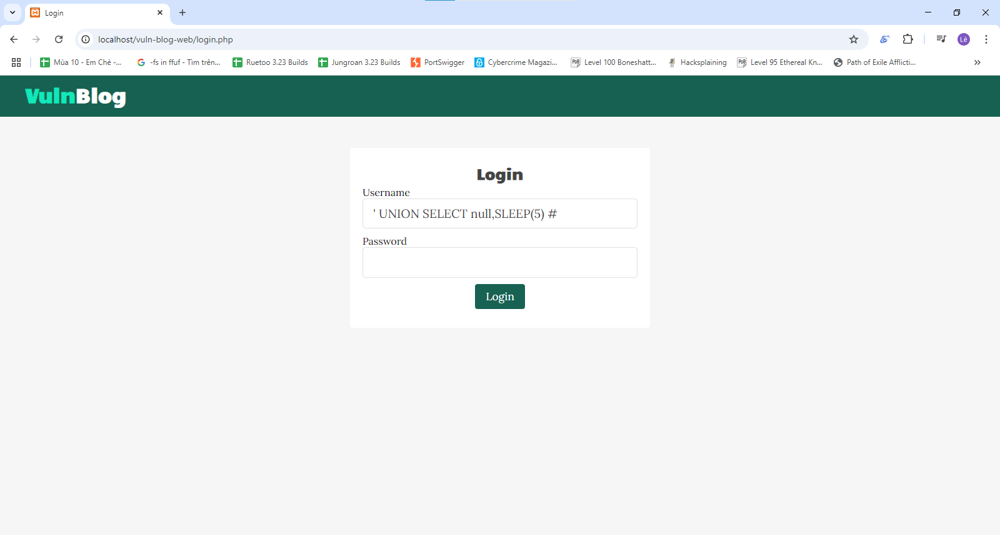 Login
localhost/vuln-blog-web/login.php
Mùa 10 - Em Chè -...
-fs in ffuf - Tìm trên...
Ruetoo 3.23 Builds
Jungroan 3.23 Builds
PortSwigger
Cybercrime Magazi...
PoB
Level 100 Boneshatt...
Hacksplaining
PoB
Level 95 Ethereal Kn...
Path of Exile Afflicti...
Lê
VulnBlog
Login
Username
' UNION SELECT null,SLEEP(5) #
Password
Login